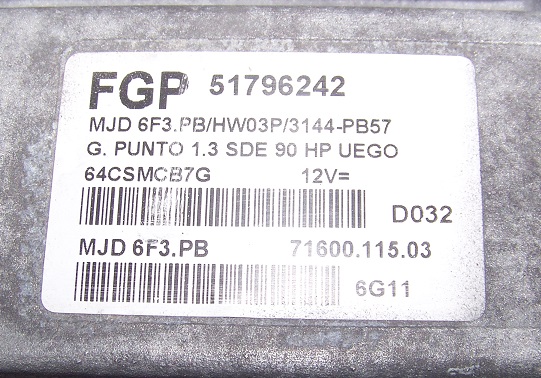 FGP 51796242
MJD 6F3.PB/HW03P/3144-PB57
G. PUNTO 1.3 SDE 90 HP UEGO
64CSMCB7G 12V=
D032
MJD 6F3.PB 71600.115.03
6G11